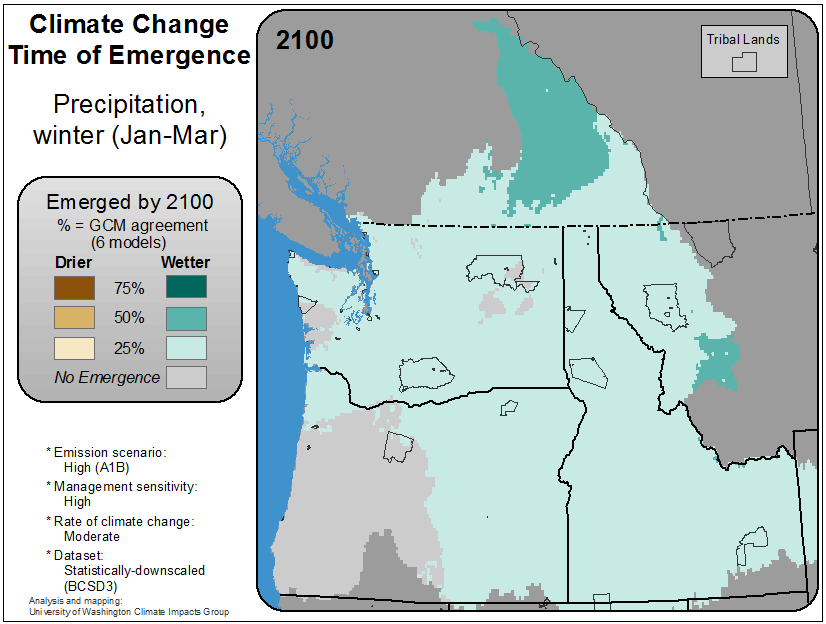 Climate Change
Time of Emergence
Precipitation,
winter (Jan-Mar)
Emerged by 2100
% = GCM agreement
(6 models)
Drier Wetter
75%
50%
25%
No Emergence
* Emission scenario:
High (A1B)
* Management sensitivity:
High
* Rate of climate change:
Moderate
* Dataset:
Statistically-downscaled
(BCSD3)
Analysis and mapping:
University of Washington Climate Impacts Group
2100
Tribal Lands